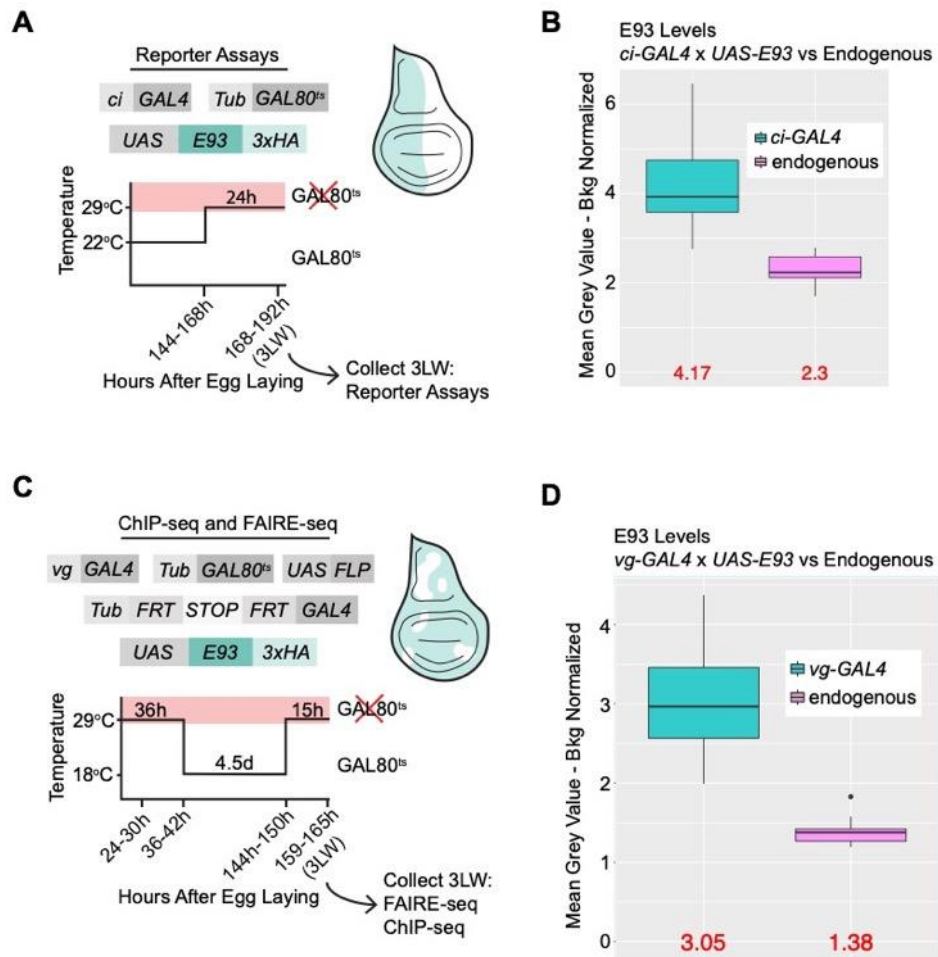 A
Reporter Assays
ci GAL4 Tub GAL80ts
UAS E93 3xHA
Temperature
29°C
22°C
24h
GAL80ts
GAL80ts
144-168h
168-192h
(3LW)
Hours After Egg Laying
Collect 3LW:
Reporter Assays
B
E93 Levels
ci-GAL4 x UAS-E93 vs Endogenous
Mean Grey Value - Bkg Normalized
6
4
2
0
ci-GAL4
endogenous
4.17
2.3
C
ChIP-seq and FAIRE-seq
vg GAL4 Tub GAL80ts UAS FLP
Tub FRT STOP FRT GAL4
UAS E93 3xHA
Temperature
29°C
18°C
36h
4.5d
15h
GAL80ts
GAL80ts
24-30h
36-42h
144h-150h
159-165h
(3LW)
Hours After Egg Laying
Collect 3LW:
FAIRE-seq
ChIP-seq
D
E93 Levels
vg-GAL4 x UAS-E93 vs Endogenous
Mean Grey Value - Bkg Normalized
4
3
2
1
0
vg-GAL4
endogenous
3.05
1.38